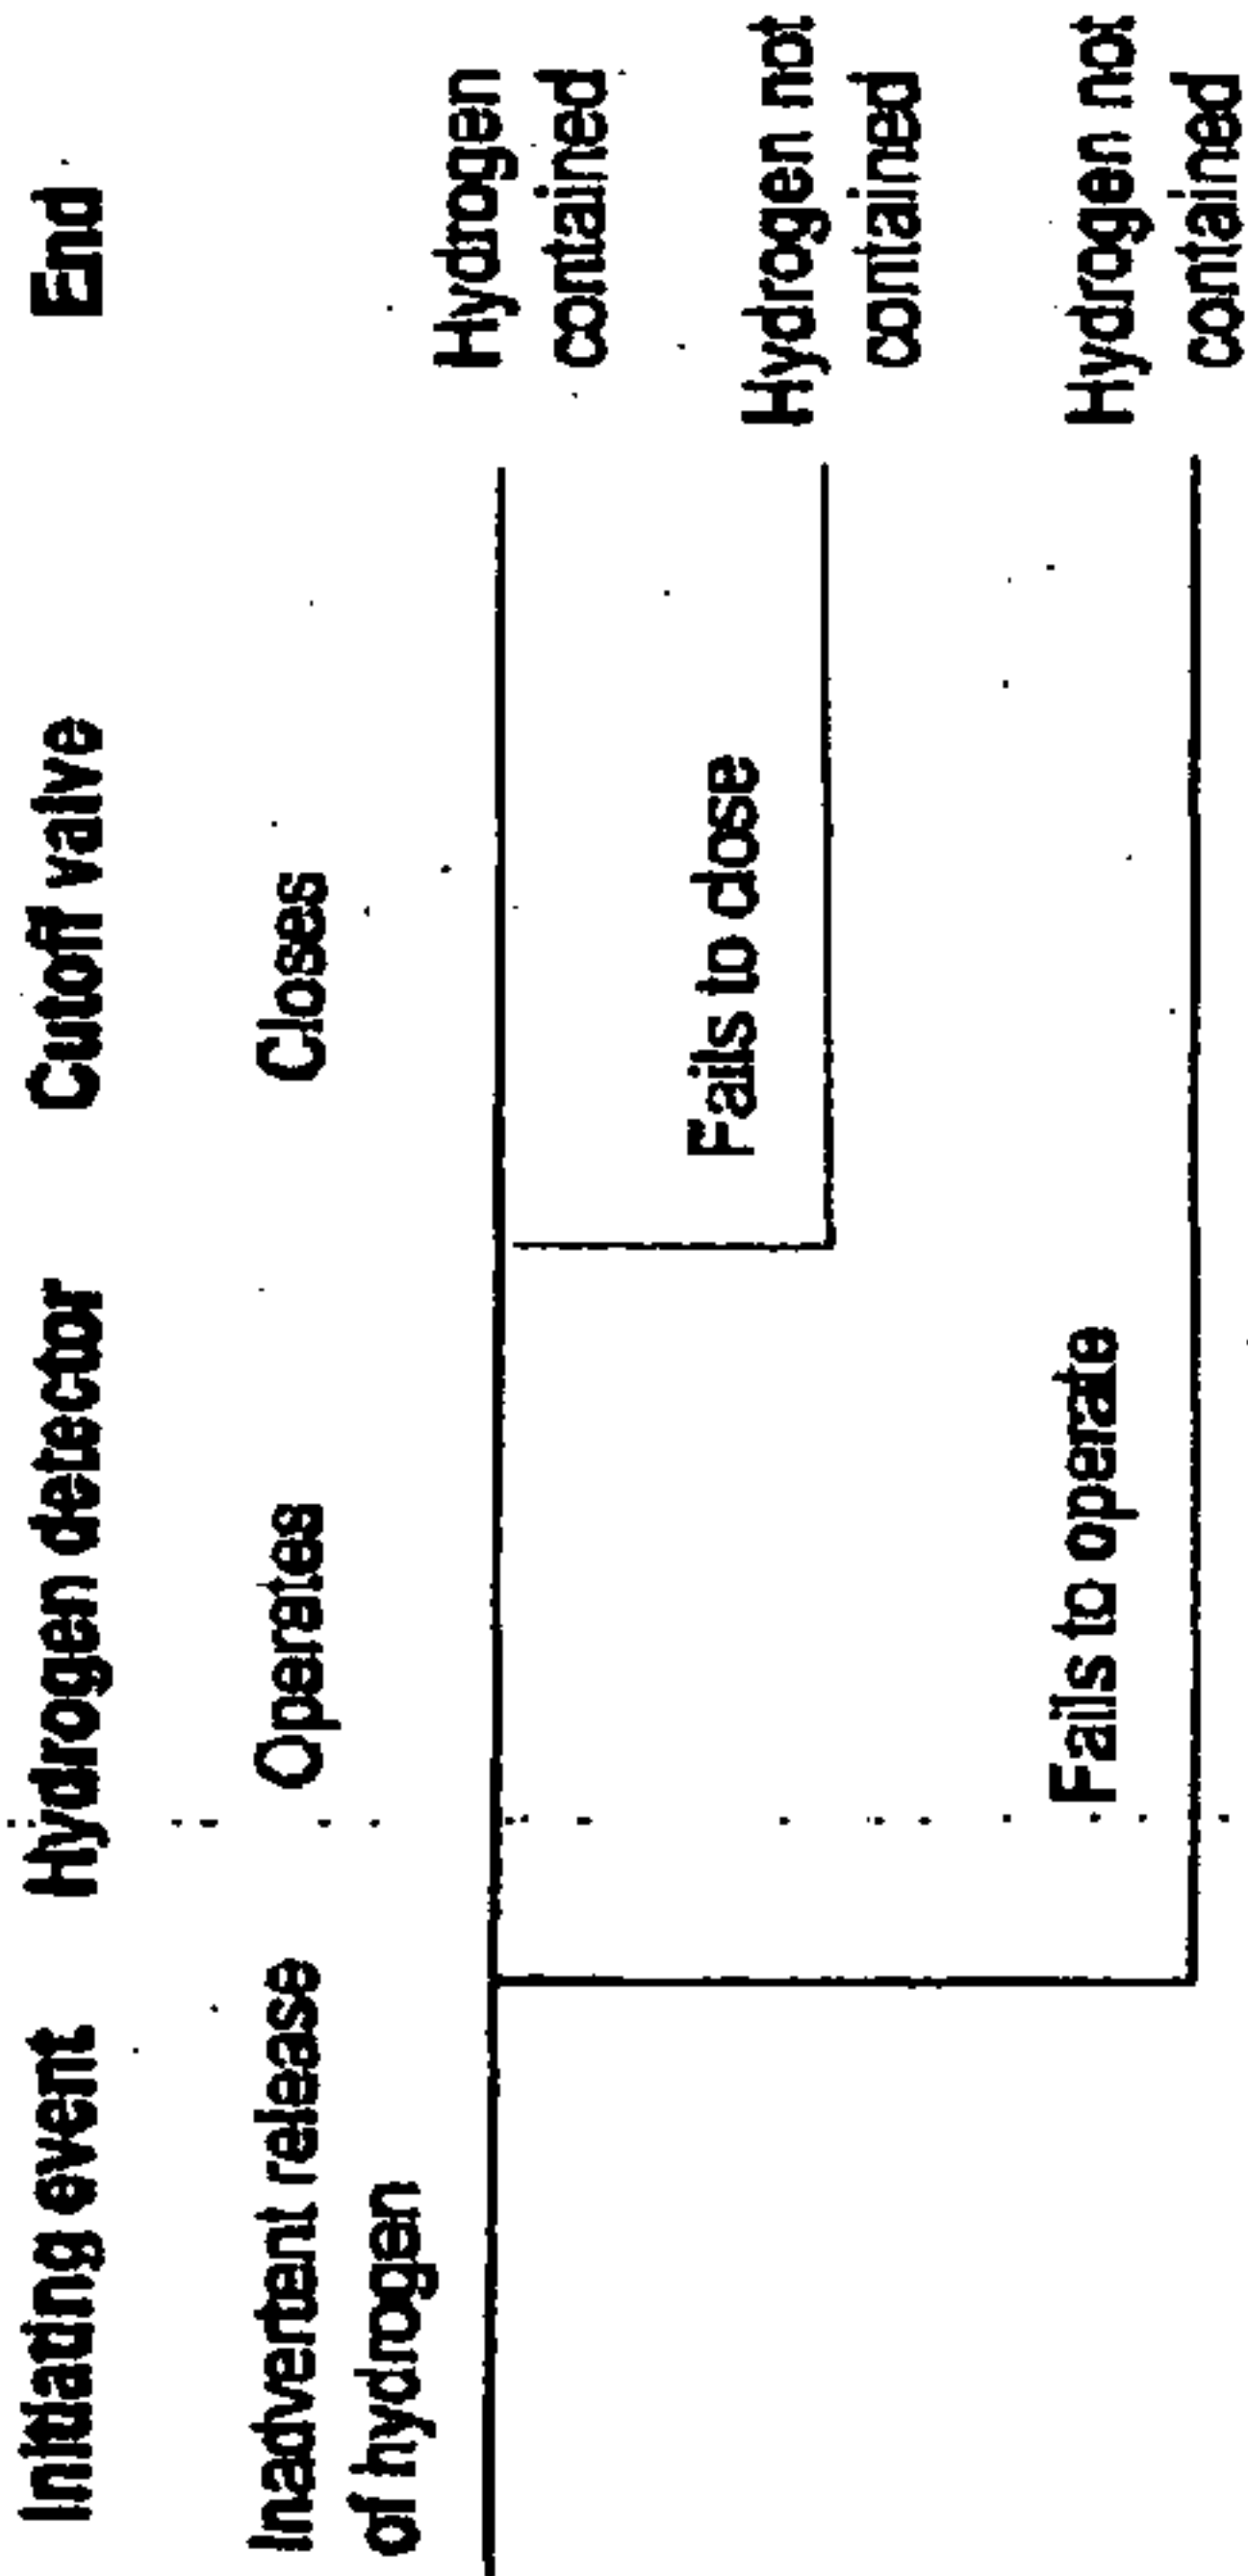 Initiating event
Hydrogen detector
Cutoff valve
End
Inadvertent release
of hydrogen
Operates
Closes
Hydrogen
contained
Fails to close
Hydrogen not
contained
Fails to operate
Hydrogen not
contained